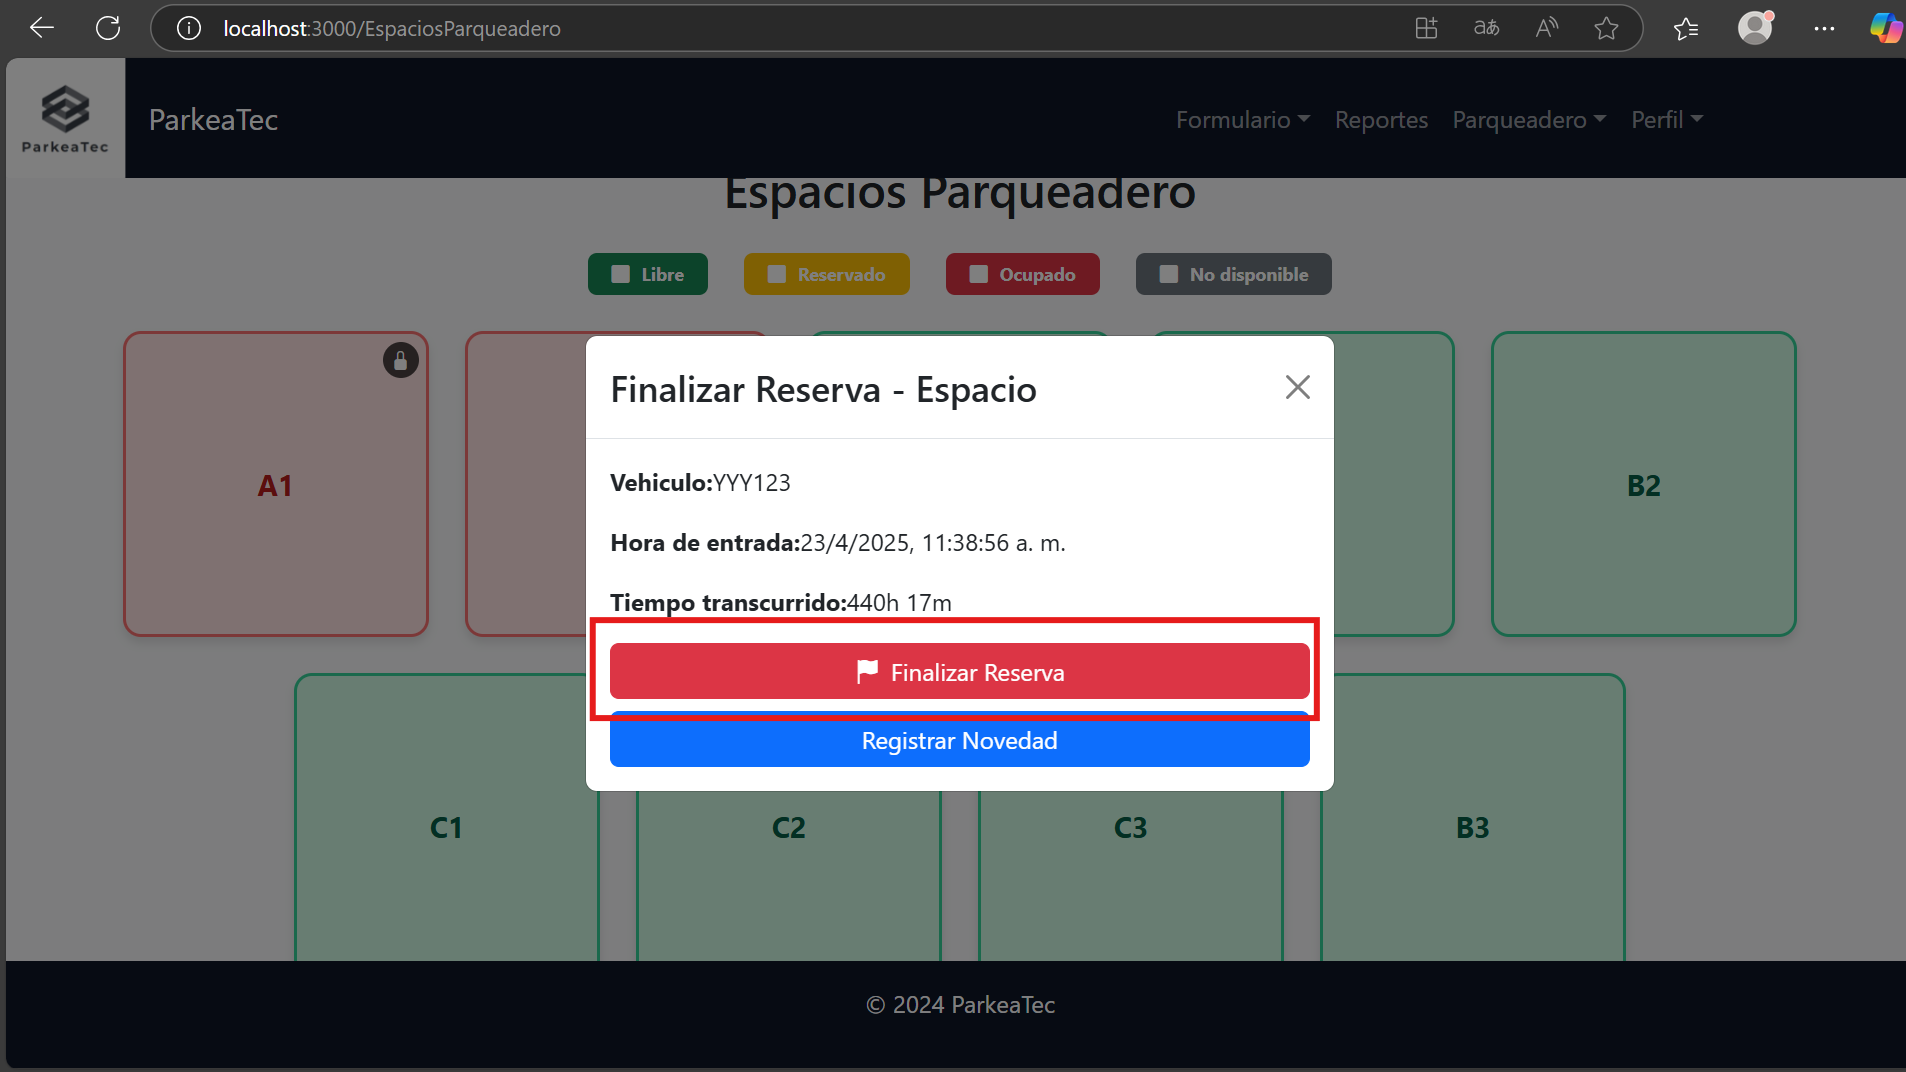 localhost:3000/EspaciosParqueadero
ParkeaTec
ParkeaTec
Formulario
Reportes
Parqueadero
Perfil
Espacios Parqueadero
Libre
Reservado
Ocupado
No disponible
A1
B2
Finalizar Reserva - Espacio
Vehiculo:YYY123
Hora de entrada:23/4/2025, 11:38:56 a. m.
Tiempo transcurrido:440h 17m
Finalizar Reserva
Registrar Novedad
C1
C2
C3
B3
© 2024 ParkeaTec